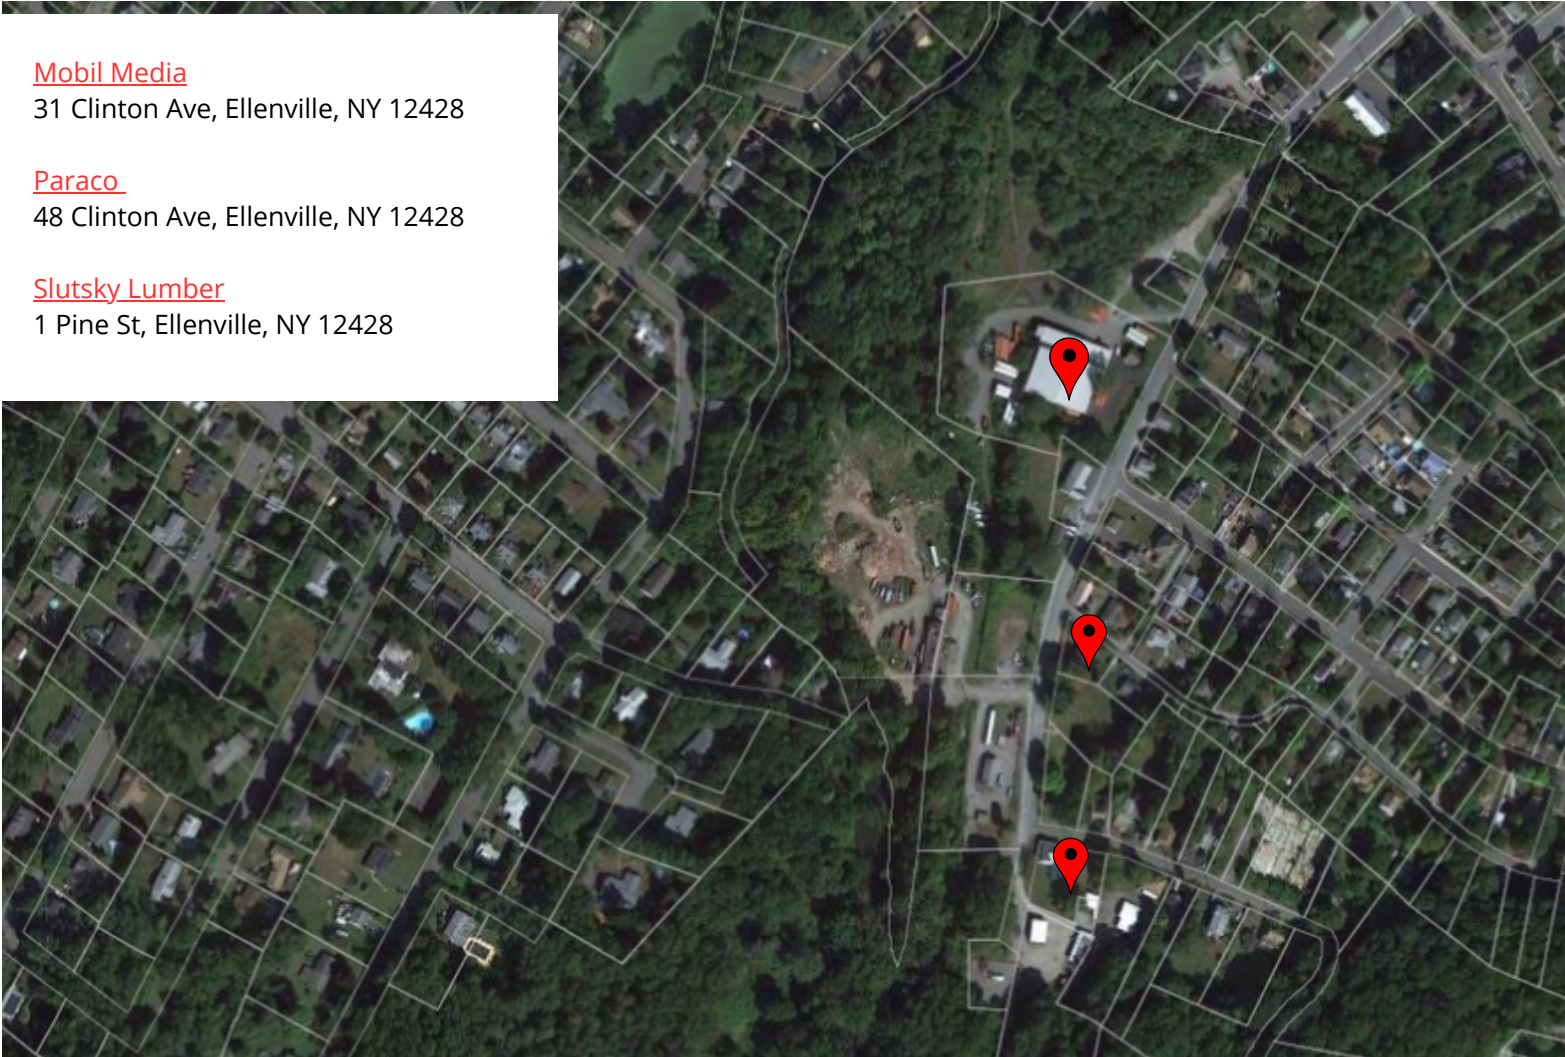 Mobil Media
31 Clinton Ave, Ellenville, NY 12428
Paraco
48 Clinton Ave, Ellenville, NY 12428
Slutsky Lumber
1 Pine St, Ellenville, NY 12428